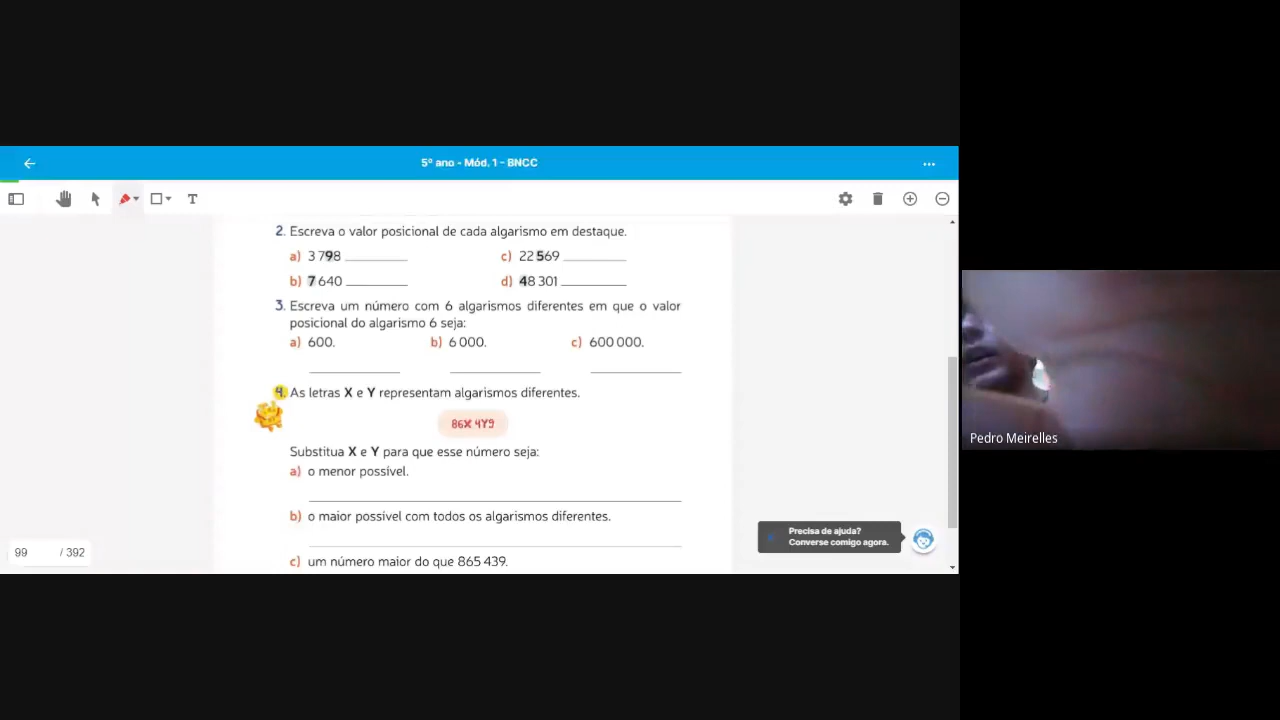 5º ano - Mód. 1 - BNCC
T
2. Escreva o valor posicional de cada algarismo em destaque.
a) 3 798 ________ c) 22 569 ________
b) 7 640 ________ d) 48 301 ________
3. Escreva um número com 6 algarismos diferentes em que o valor
posicional do algarismo 6 seja:
a) 600. b) 6 000. c) 600 000.
4. As letras X e Y representam algarismos diferentes.
86X 4Y9
Substitua X e Y para que esse número seja:
a) o menor possível.
b) o maior possível com todos os algarismos diferentes.
c) um número maior do que 865 439.
99 / 392
Precisa de ajuda?
Converse comigo agora.
Pedro Meirelles